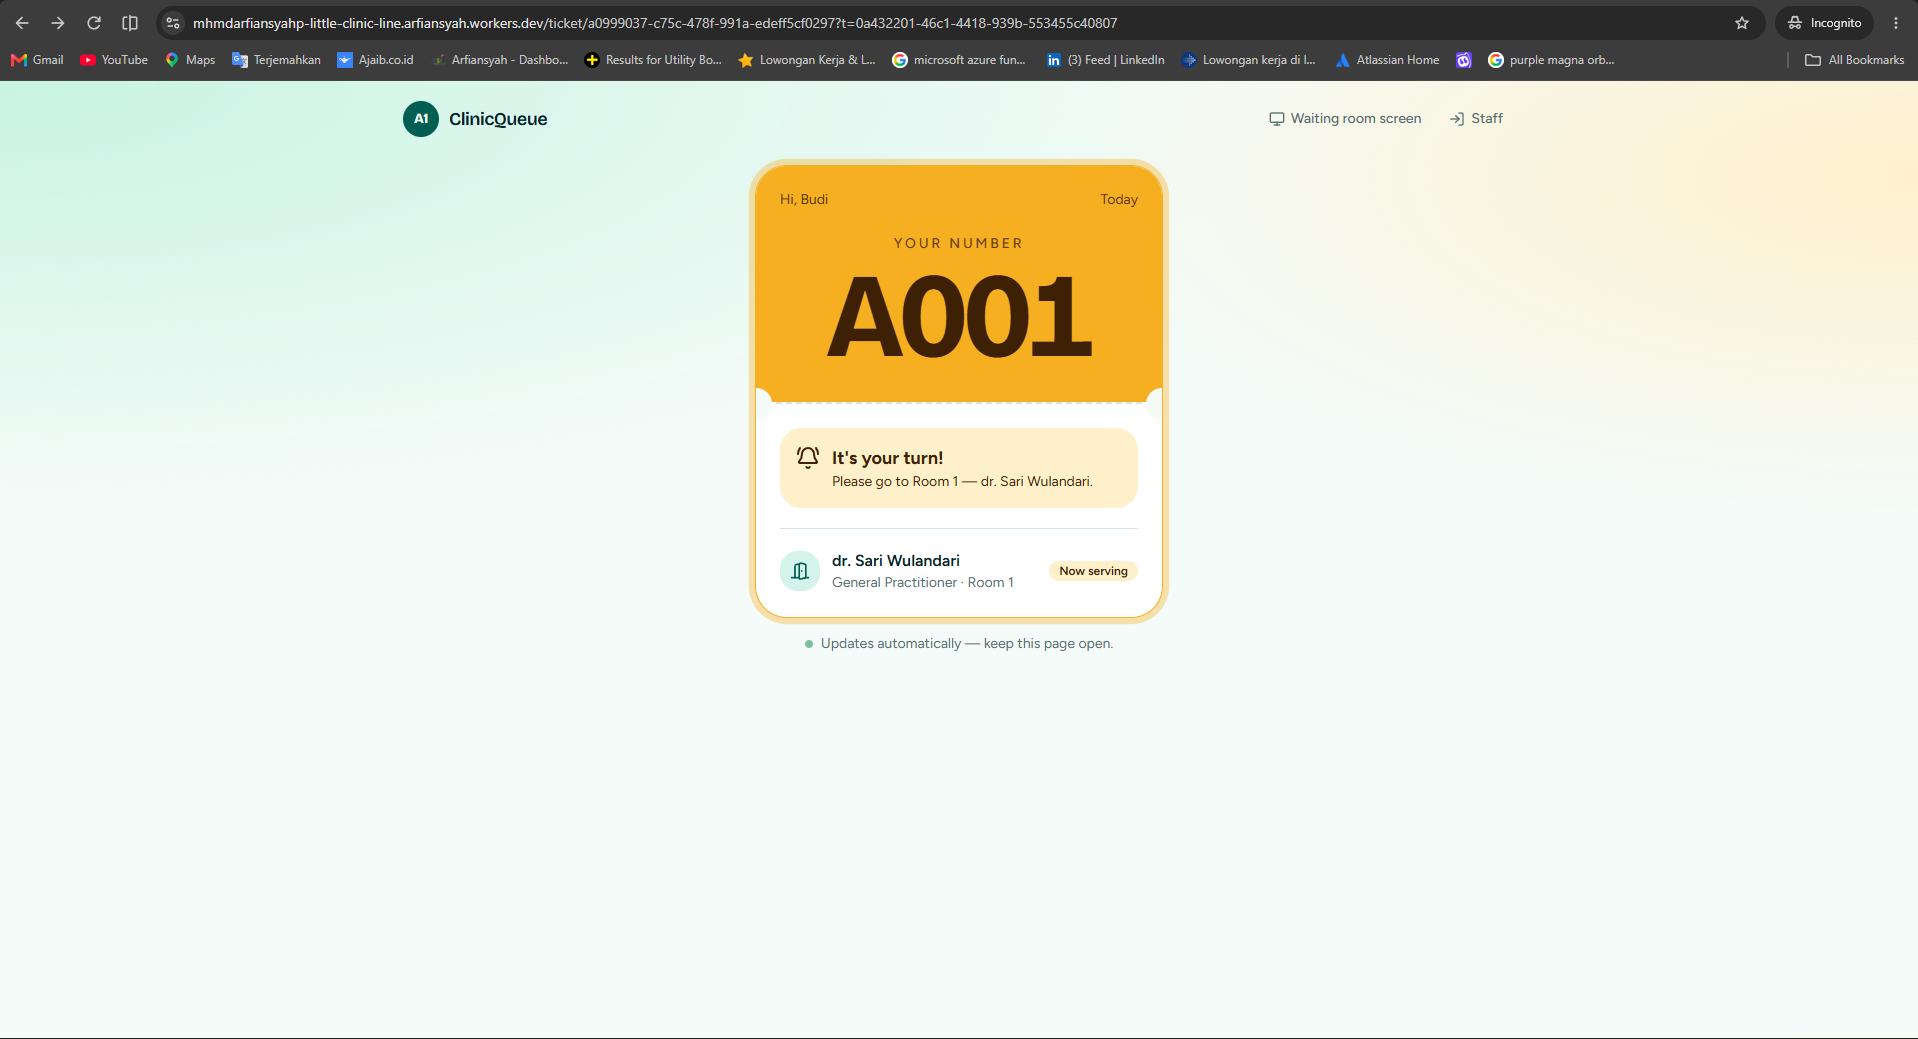 mhmdarfiansyahp-little-clinic-line.arfiansyah.workers.dev/ticket/a0999037-c75c-478f-991a-edeff5cf0297?t=0a432201-46c1-4418-939b-553455c40807
Incognito
Gmail
YouTube
Maps
Terjemahkan
Ajaib.co.id
Arfiansyah - Dashbo...
Results for Utility Bo...
Lowongan Kerja & L...
microsoft azure fun...
(3) Feed | LinkedIn
Lowongan kerja di I...
Atlassian Home
purple magna orb...
All Bookmarks
A1
ClinicQueue
Waiting room screen
Staff
Hi, Budi
Today
YOUR NUMBER
A001
It's your turn!
Please go to Room 1 — dr. Sari Wulandari.
dr. Sari Wulandari
General Practitioner · Room 1
Now serving
Updates automatically — keep this page open.